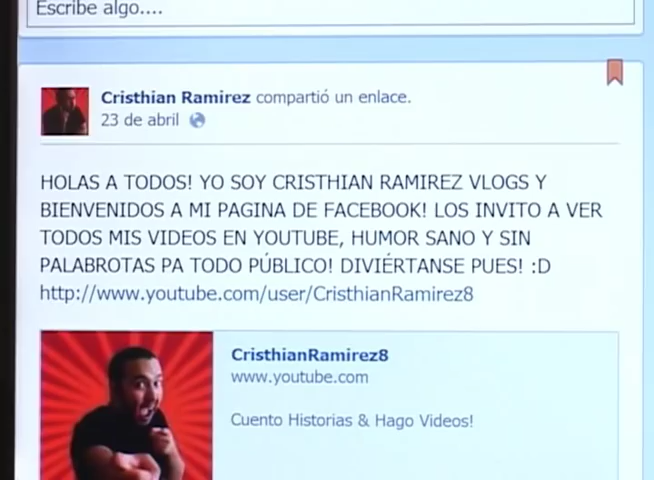 Escribe algo....
Cristhian Ramirez compartió un enlace.
23 de abril
HOLAS A TODOS! YO SOY CRISTHIAN RAMIREZ VLOGS Y
BIENVENIDOS A MI PAGINA DE FACEBOOK! LOS INVITO A VER
TODOS MIS VIDEOS EN YOUTUBE, HUMOR SANO Y SIN
PALABROTAS PA TODO PÚBLICO! DIVIÉRTANSE PUES! :D
http://www.youtube.com/user/CristhianRamirez8
CristhianRamirez8
www.youtube.com
Cuento Historias & Hago Videos!